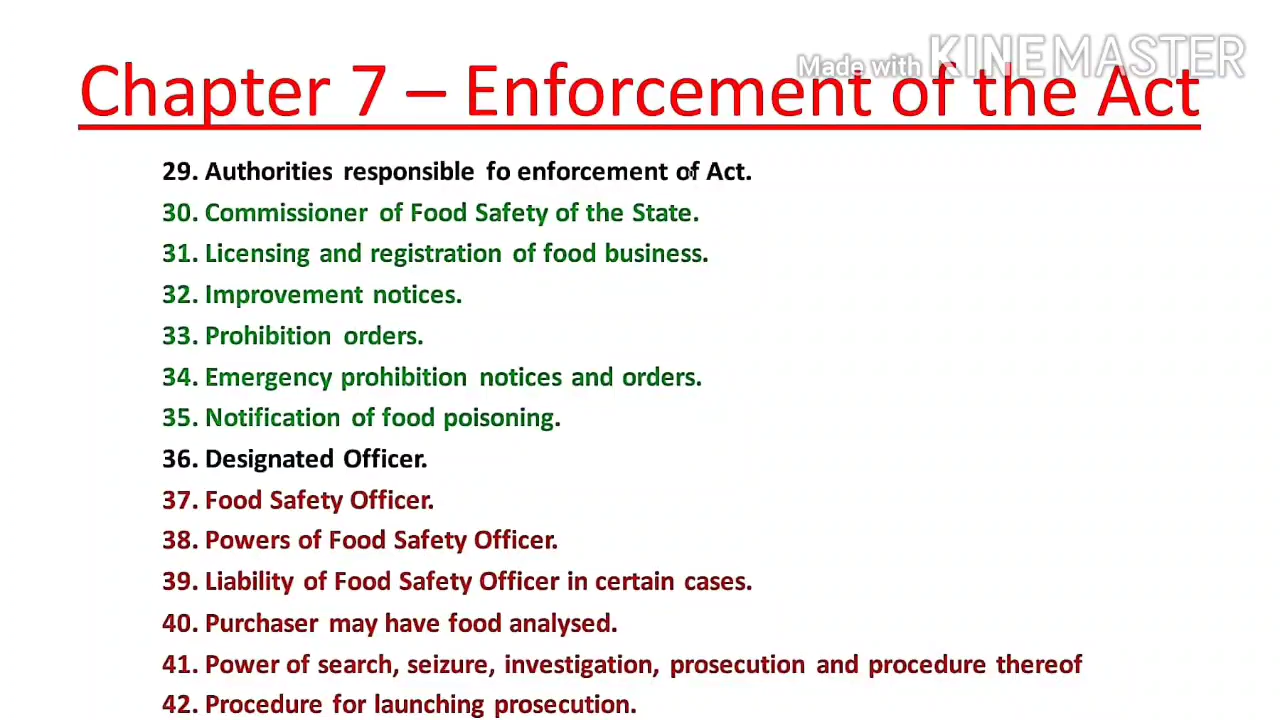 Made with KINEMASTER
Chapter 7 – Enforcement of the Act
29. Authorities responsible fo enforcement of Act.
30. Commissioner of Food Safety of the State.
31. Licensing and registration of food business.
32. Improvement notices.
33. Prohibition orders.
34. Emergency prohibition notices and orders.
35. Notification of food poisoning.
36. Designated Officer.
37. Food Safety Officer.
38. Powers of Food Safety Officer.
39. Liability of Food Safety Officer in certain cases.
40. Purchaser may have food analysed.
41. Power of search, seizure, investigation, prosecution and procedure thereof
42. Procedure for launching prosecution.